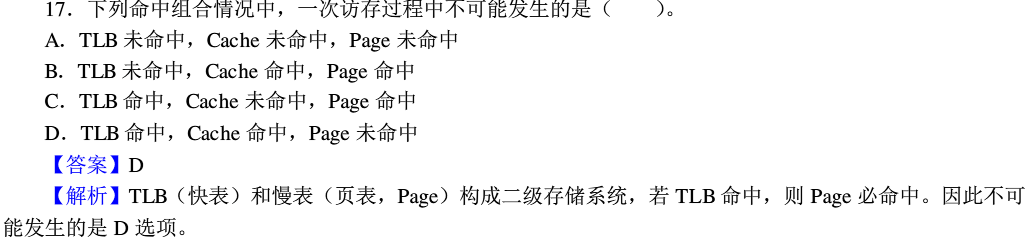 17．下列命中组合情况中，一次访存过程中不可能发生的是（　　）。
A．TLB 未命中，Cache 未命中，Page 未命中
B．TLB 未命中，Cache 命中，Page 命中
C．TLB 命中，Cache 未命中，Page 命中
D．TLB 命中，Cache 命中，Page 未命中
【答案】D
【解析】TLB（快表）和慢表（页表，Page）构成二级存储系统，若 TLB 命中，则 Page 必命中。因此不可
能发生的是 D 选项。